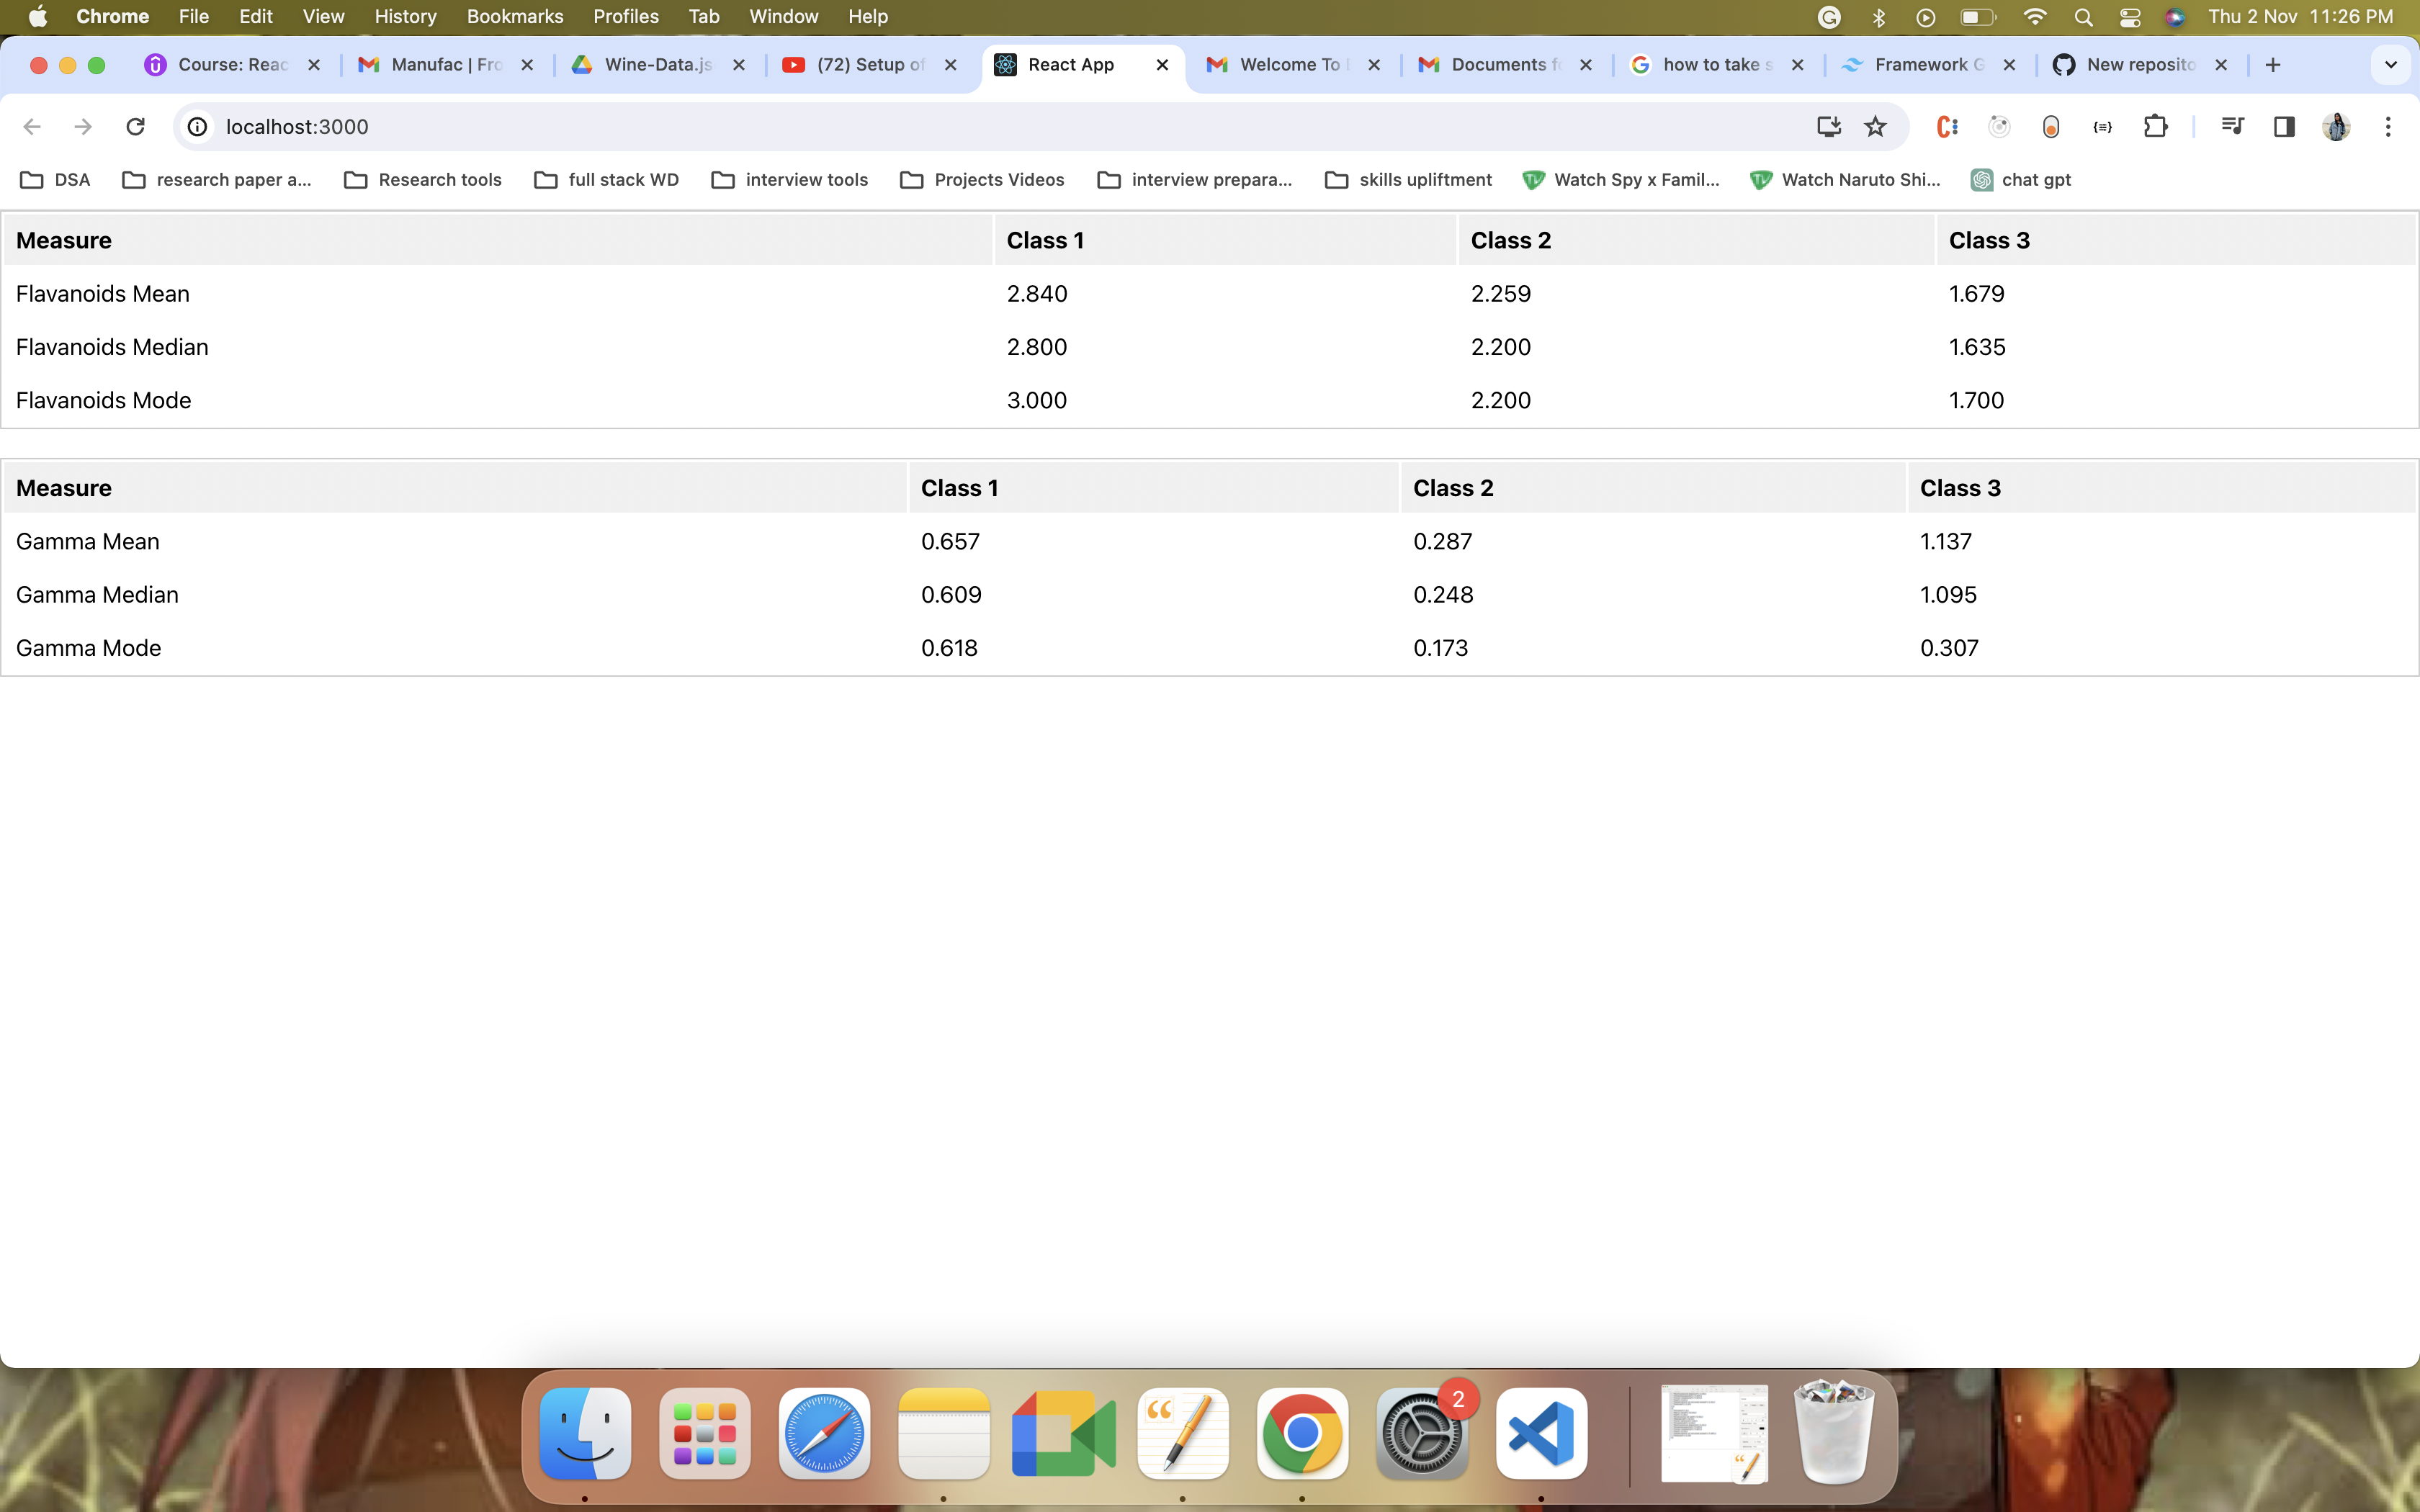 Chrome File Edit View History Bookmarks Profiles Tab Window Help Thu 2 Nov 11:26 PM
Course: Reac Manufac | Fro Wine-Data.js (72) Setup of React App Welcome To Documents fo how to take s Framework G New reposito
localhost:3000
DSA research paper a... Research tools full stack WD interview tools Projects Videos interview prepara... skills upliftment Watch Spy x Famil... Watch Naruto Shi... chat gpt
Measure Class 1 Class 2 Class 3
Flavanoids Mean 2.840 2.259 1.679
Flavanoids Median 2.800 2.200 1.635
Flavanoids Mode 3.000 2.200 1.700
Measure Class 1 Class 2 Class 3
Gamma Mean 0.657 0.287 1.137
Gamma Median 0.609 0.248 1.095
Gamma Mode 0.618 0.173 0.307
2